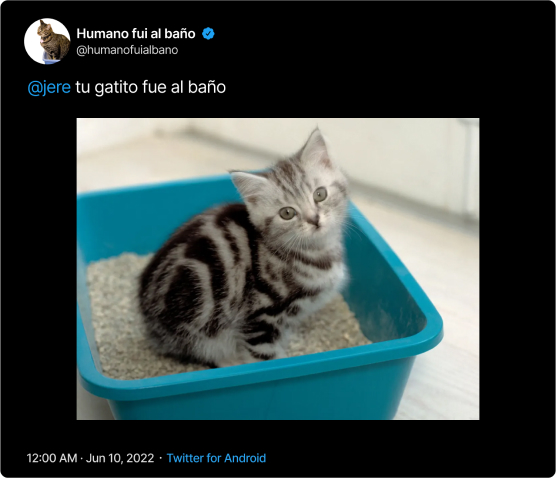 Humano fui al baño
@humanofuialbano
@jere tu gatito fue al baño
12:00 AM · Jun 10, 2022 · Twitter for Android